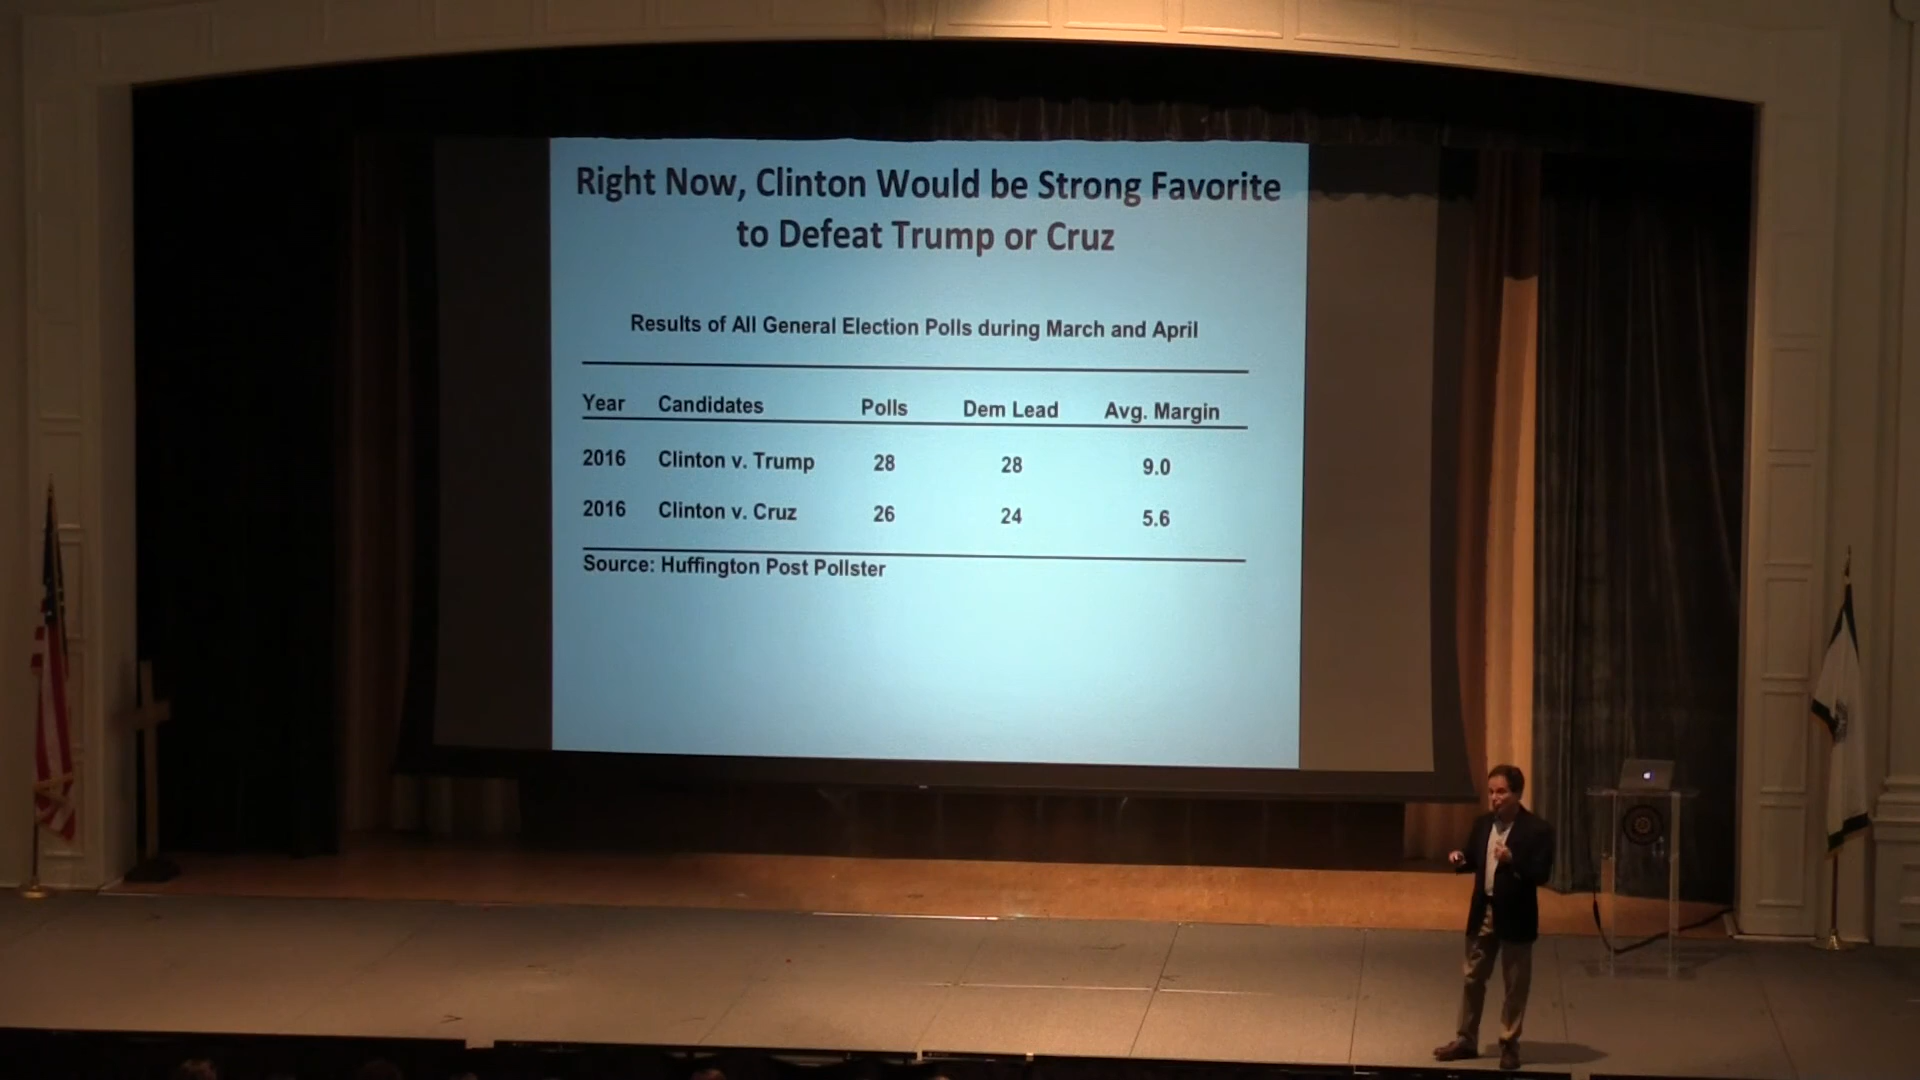 Right Now, Clinton Would be Strong Favorite
to Defeat Trump or Cruz
Results of All General Election Polls during March and April
Year Candidates Polls Dem Lead Avg. Margin
2016 Clinton v. Trump 28 28 9.0
2016 Clinton v. Cruz 26 24 5.6
Source: Huffington Post Pollster